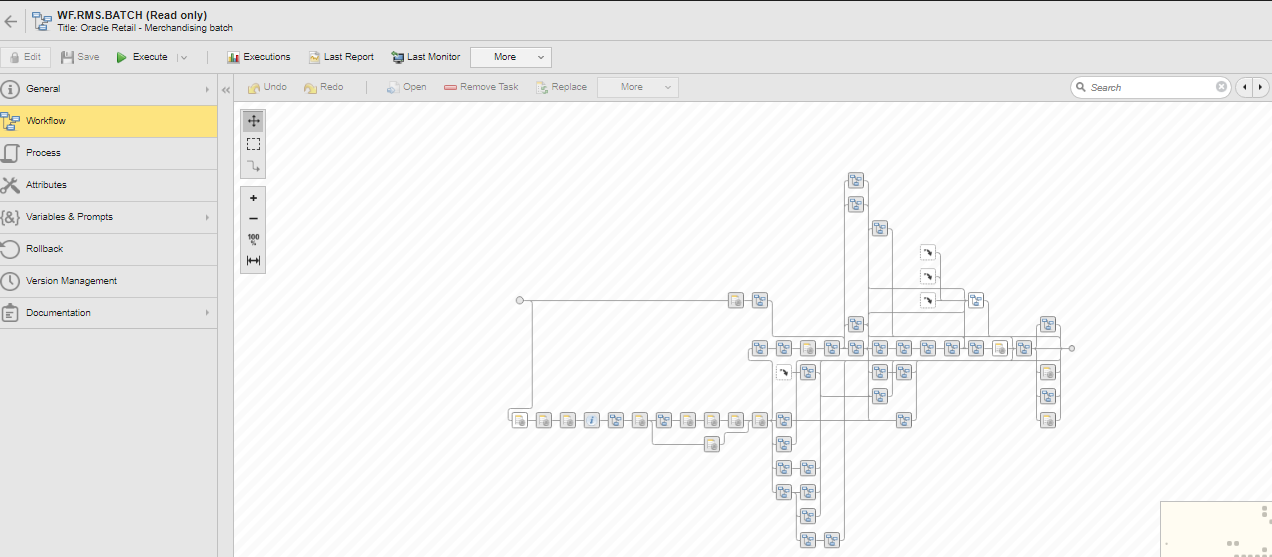 WF.RMS.BATCH (Read only)
Title: Oracle Retail - Merchandising batch
Edit Save Execute Executions Last Report Last Monitor More
General
Workflow
Process
Attributes
Variables & Prompts
Rollback
Version Management
Documentation
Undo Redo Open Remove Task Replace More Search
+
−
100
%